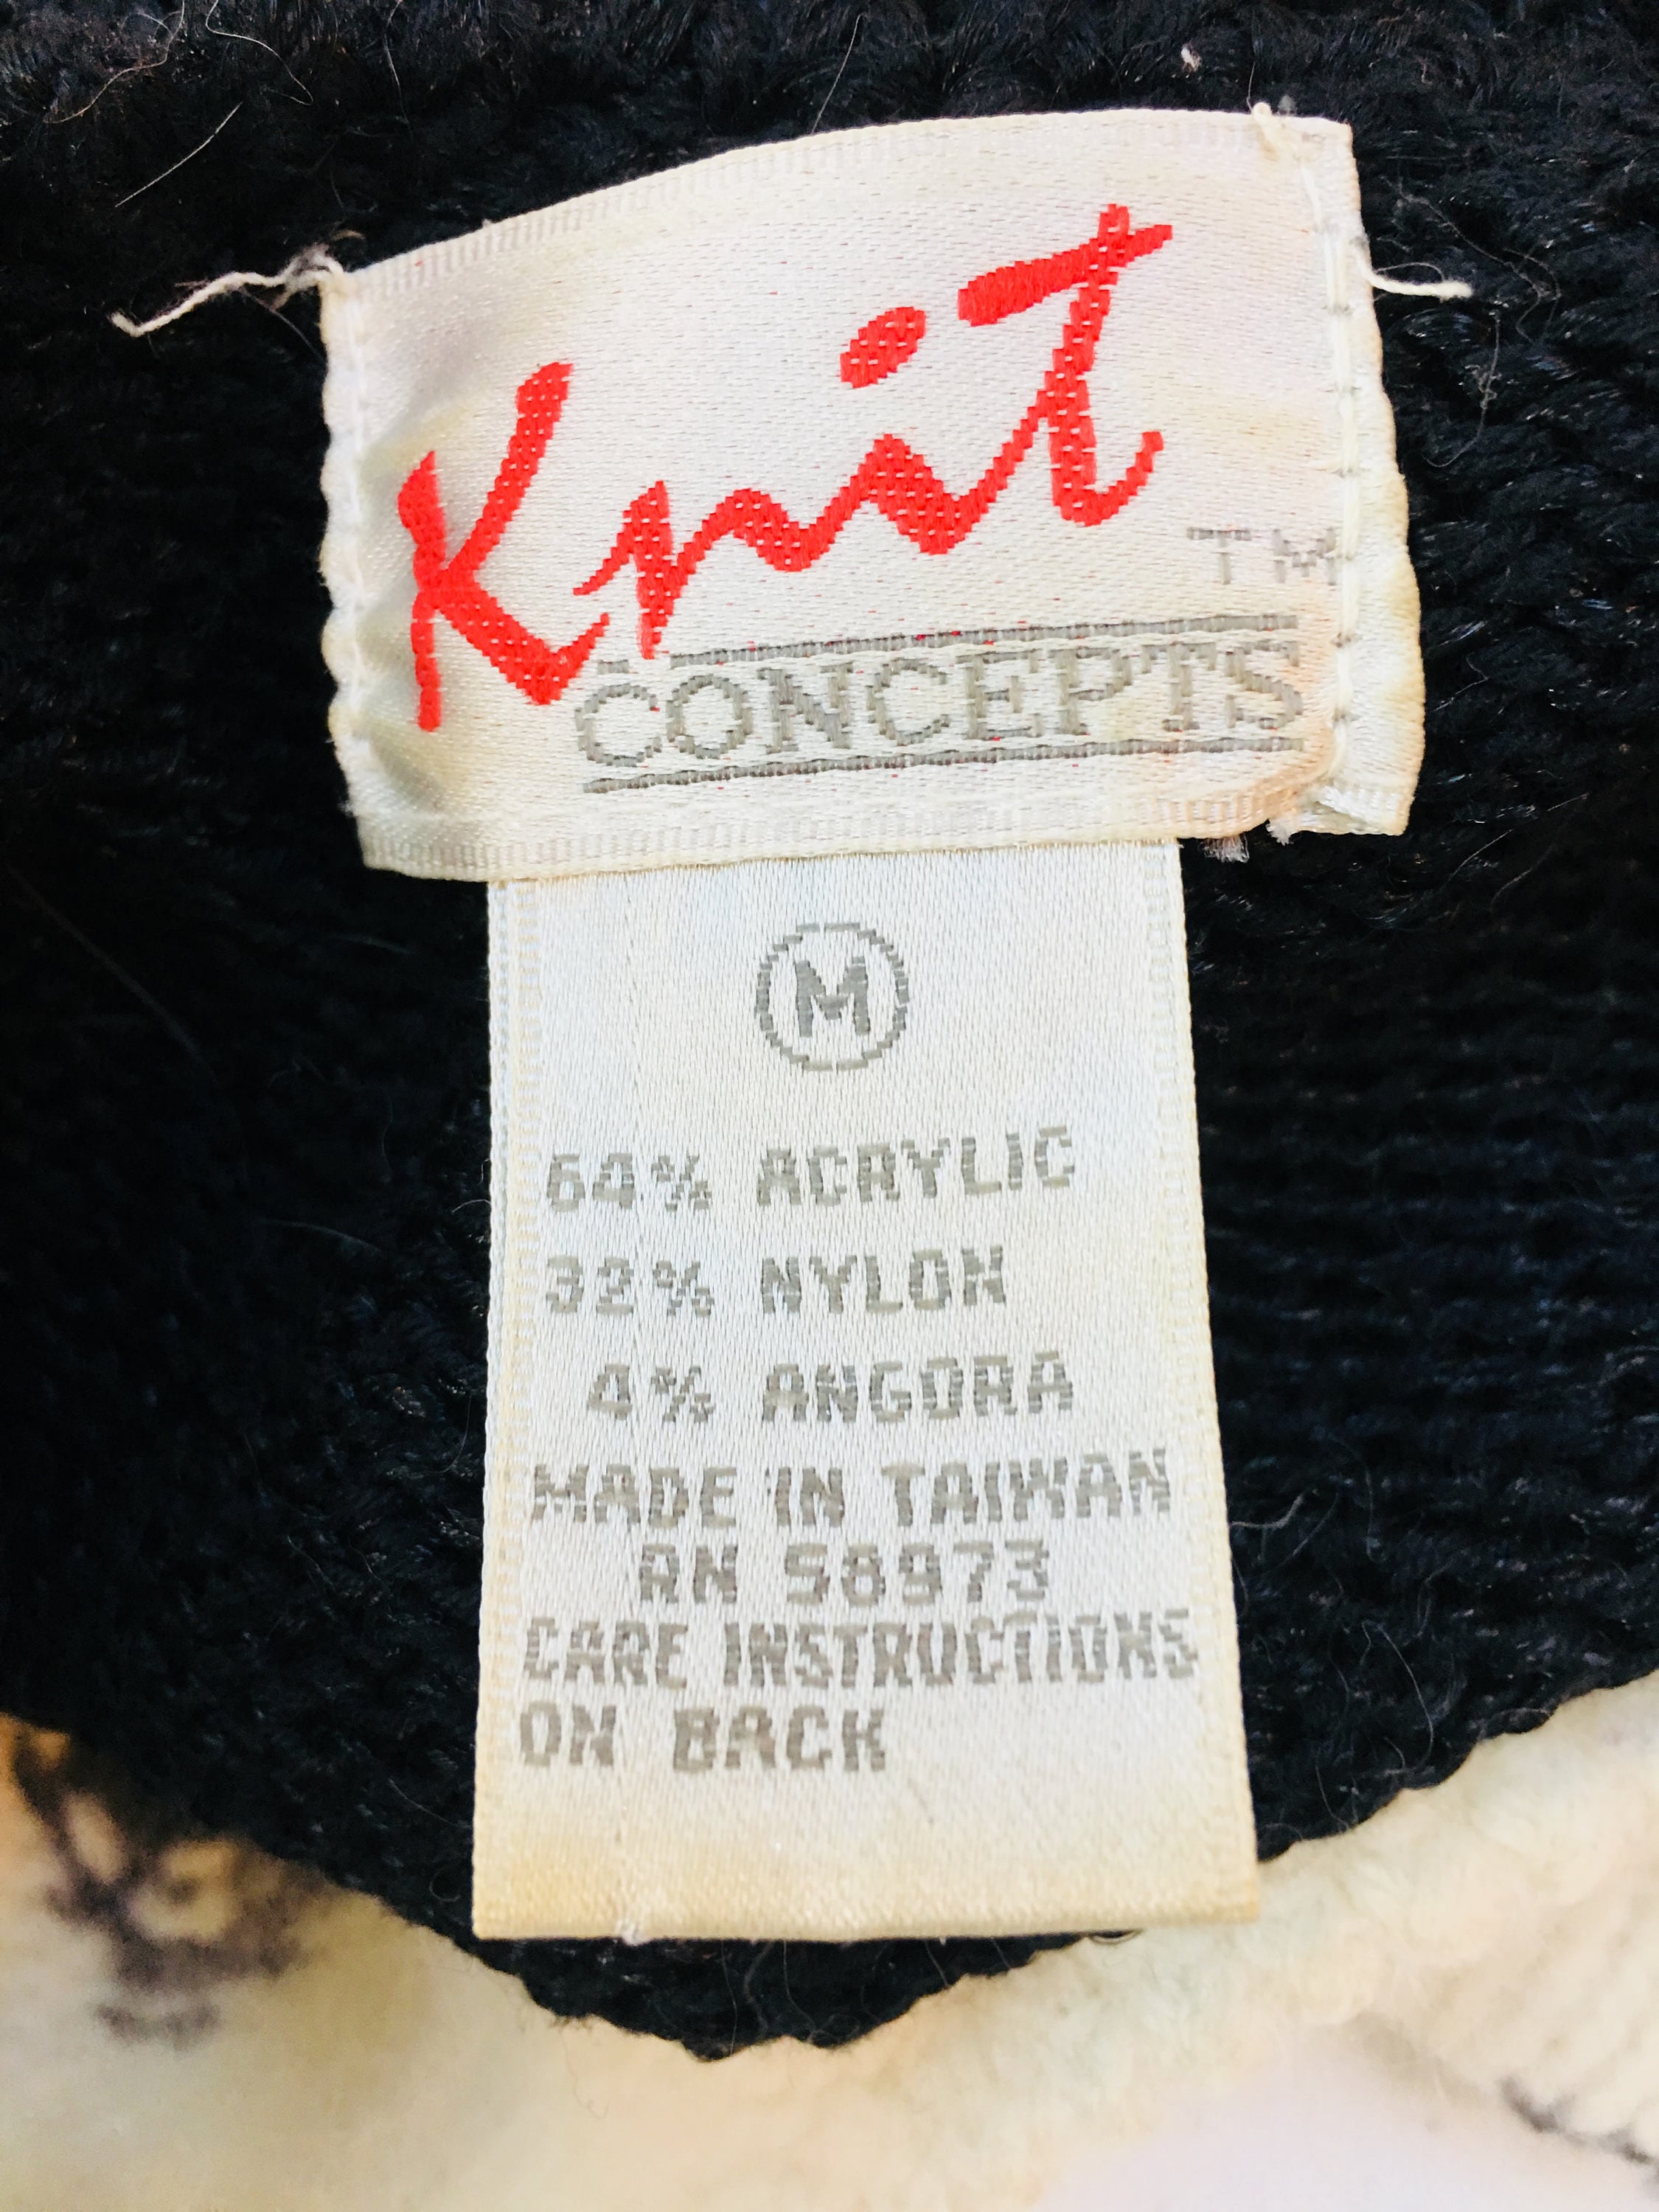 Knit
TM
CONCEPTS
M
64% ACRYLIC
32% NYLON
4% ANGORA
MADE IN TAIWAN
RN 58973
CARE INSTRUCTIONS
ON BACK